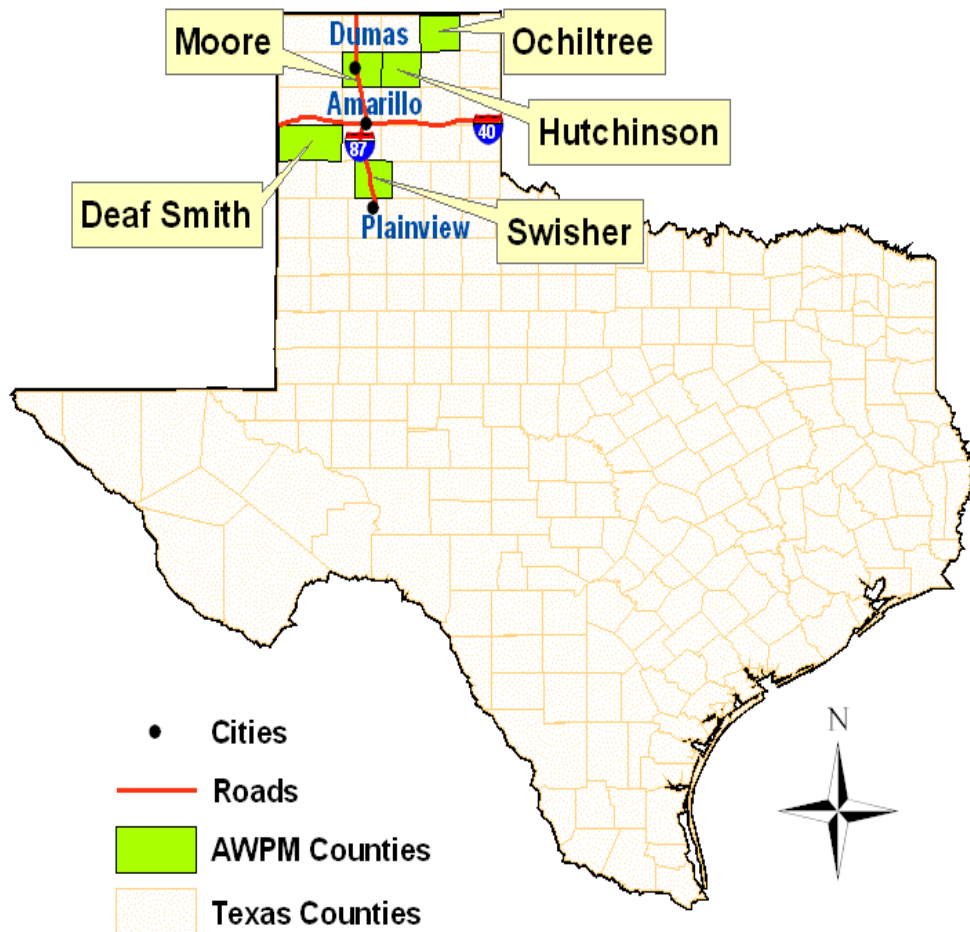 Dumas
Moore
Ochiltree
Amarillo
Hutchinson
40
87
Deaf Smith
Plainview
Swisher
N
Cities
Roads
AWPM Counties
Texas Counties